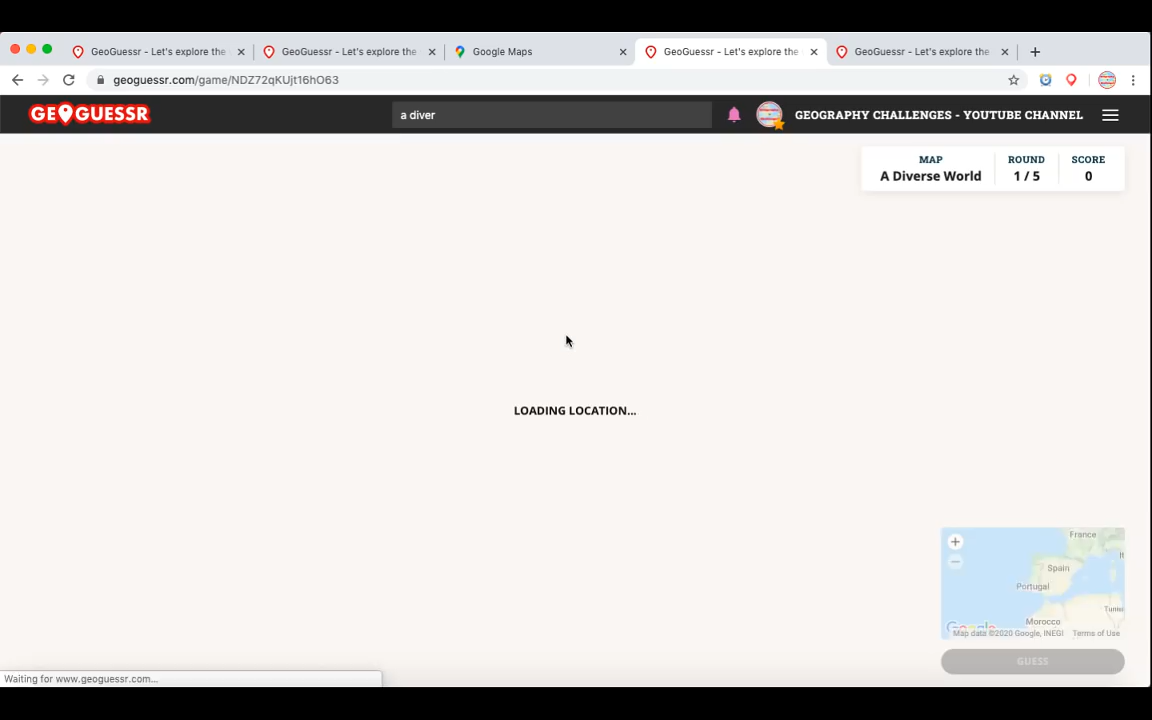 GeoGuessr - Let's explore the
GeoGuessr - Let's explore the
Google Maps
GeoGuessr - Let's explore the
GeoGuessr - Let's explore the
geoguessr.com/game/NDZ72qKUjt16hO63
GEOGUESSR
a diver
GEOGRAPHY CHALLENGES - YOUTUBE CHANNEL
MAP
A Diverse World
ROUND
1 / 5
SCORE
0
LOADING LOCATION...
France
Spain
Portugal
Morocco
Google
Map data ©2020 Google, INEGI
Terms of Use
GUESS
Waiting for www.geoguessr.com...